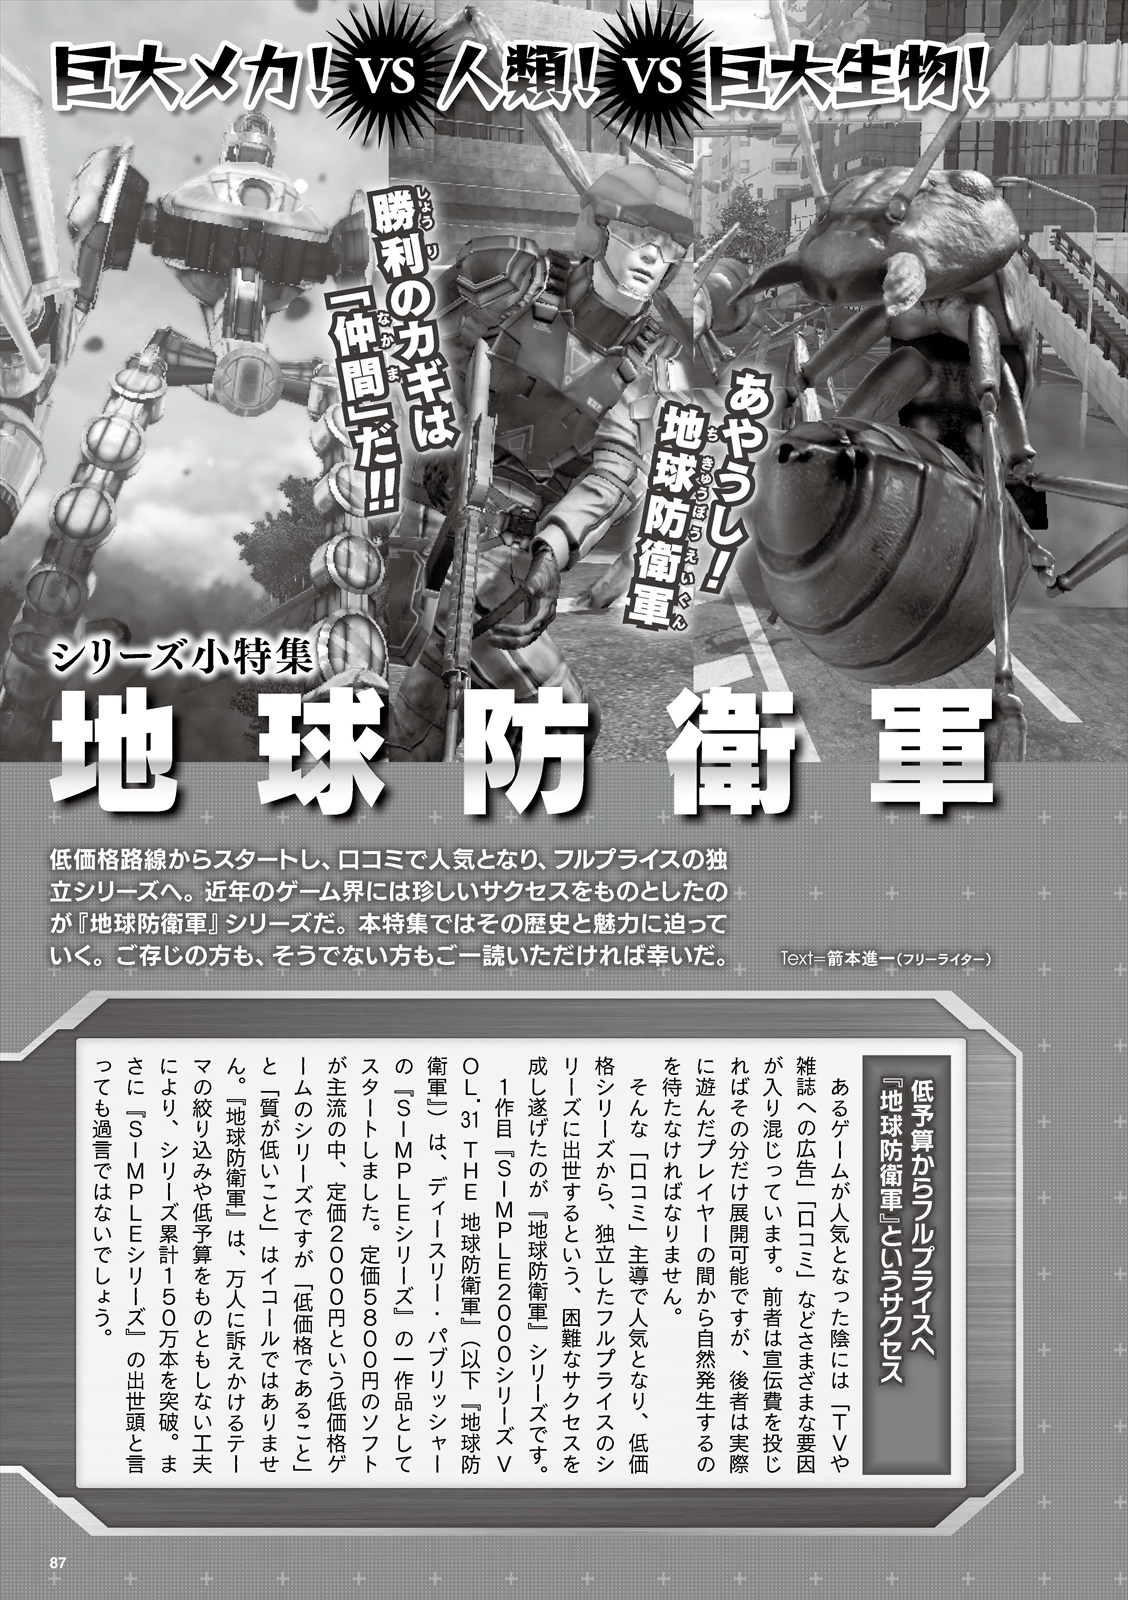 巨大メカ! VS 人類! VS 巨大生物!
あやうし!
地球防衛軍
ちきゅうぼうえいぐん
勝利のカギは
しょうり
「仲間」だ!!
なかま
シリーズ小特集
地球防衛軍
低価格路線からスタートし、口コミで人気となり、フルプライスの独
立シリーズへ。近年のゲーム界には珍しいサクセスをものとしたの
が『地球防衛軍』シリーズだ。本特集ではその歴史と魅力に迫って
いく。ご存じの方も、そうでない方もご一読いただければ幸いだ。
Text=箭本進一(フリーライター)
低予算からフルプライスへ
『地球防衛軍』というサクセス
あるゲームが人気となった陰には「TVや
雑誌への広告」「口コミ」などさまざまな要因
が入り混じっています。前者は宣伝費を投じ
ればその分だけ展開可能ですが、後者は実際
に遊んだプレイヤーの間から自然発生するの
を待たなければなりません。
そんな「口コミ」主導で人気となり、低価
格シリーズから、独立したフルプライスのシ
リーズに出世するという、困難なサクセスを
成し遂げたのが『地球防衛軍』シリーズです。
1作目『SIMPLE2000シリーズ V
OL.31 THE 地球防衛軍』(以下『地球防
衛軍』)は、ディースリー・パブリッシャー
の『SIMPLEシリーズ』の一作品として
スタートしました。定価5800円のソフト
が主流の中、定価2000円という低価格ゲ
ームのシリーズですが「低価格であること」
と「質が低いこと」はイコールではありませ
ん。『地球防衛軍』は、万人に訴えかけるテー
マの絞り込みや低予算をものともしない工夫
により、シリーズ累計150万本を突破。ま
さに『SIMPLEシリーズ』の出世頭と言
っても過言ではないでしょう。
87